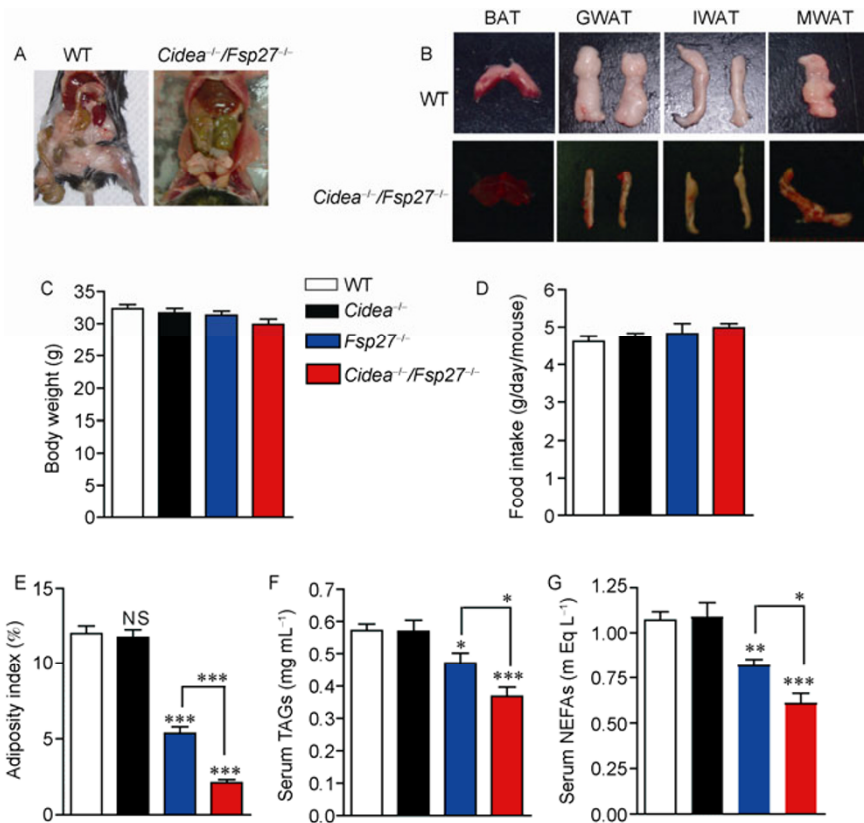 A
WT
Cidea⁻/⁻/Fsp27⁻/⁻
B
BAT
GWAT
IWAT
MWAT
WT
Cidea⁻/⁻/Fsp27⁻/⁻
C
Body weight (g)
35
30
25
20
15
10
5
0
WT
Cidea⁻/⁻
Fsp27⁻/⁻
Cidea⁻/⁻/Fsp27⁻/⁻
D
Food intake (g/day/mouse)
6
5
4
3
2
1
0
E
Adiposity index (%)
15
12
5
0
NS
***
***
***
F
Serum TAGs (mg mL⁻¹)
0.7
0.6
0.5
0.4
0.3
0.2
0.1
0.0
*
*
***
G
Serum NEFAs (m Eq L⁻¹)
1.25
1.00
0.75
0.50
0.25
0.00
*
**
***